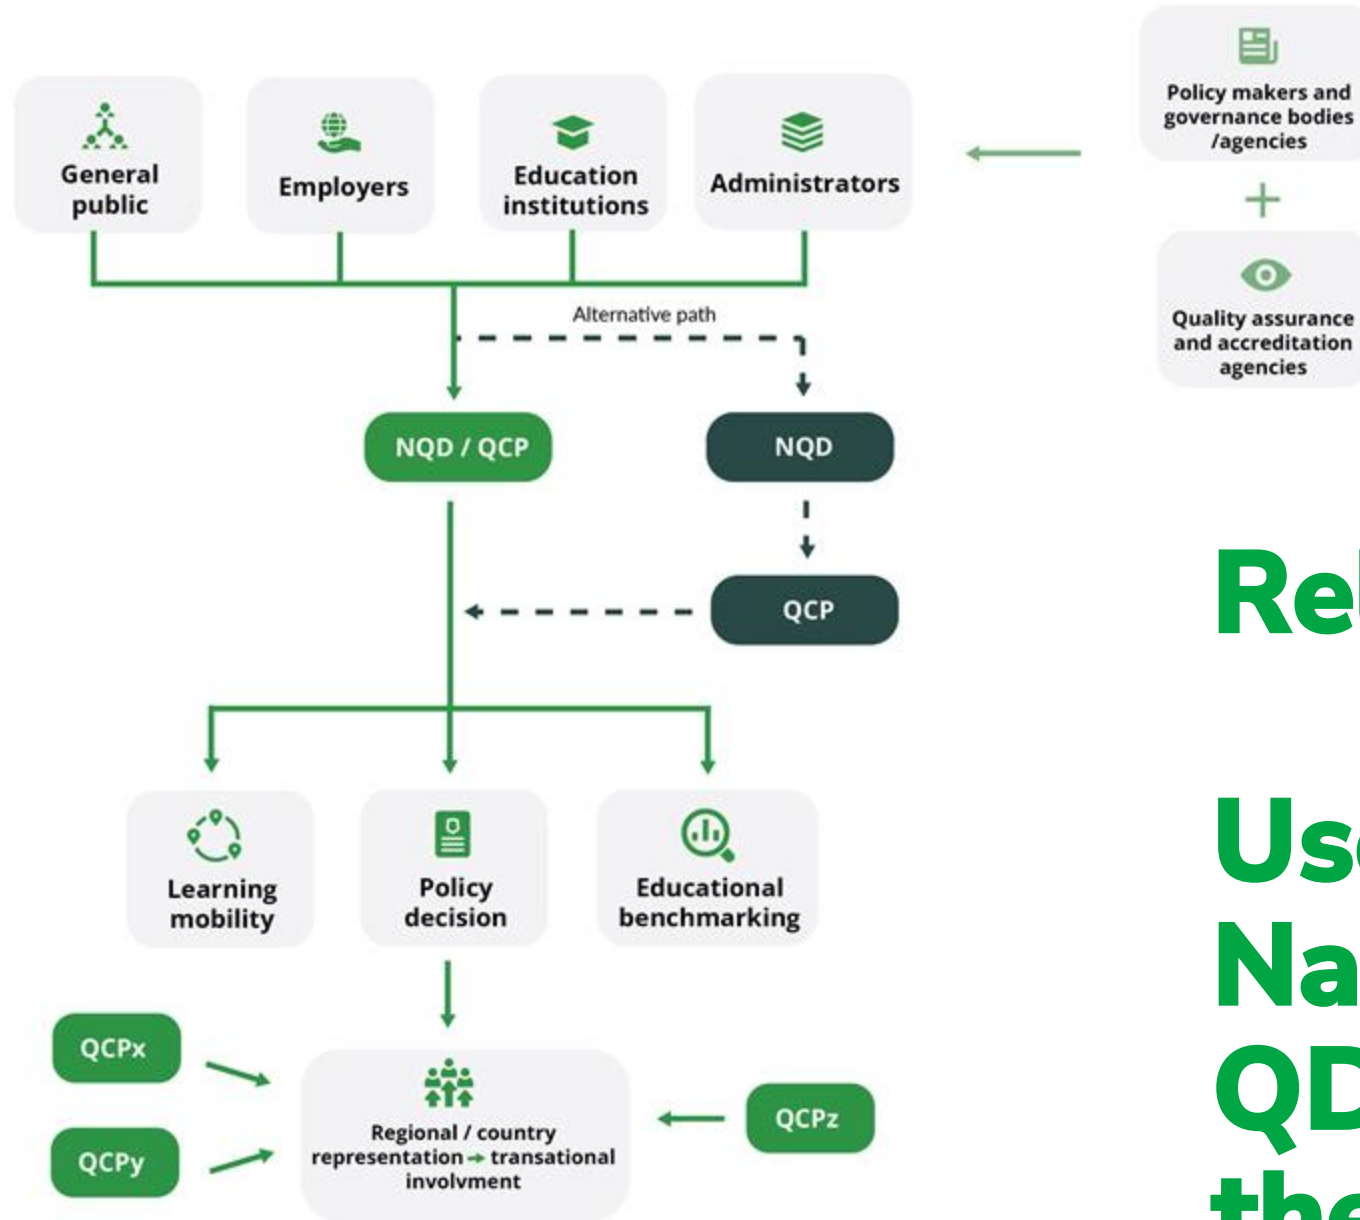 Policy makers and
governance bodies
/agencies
General
public
Employers
Education
institutions
Administrators
+
Quality assurance
and accreditation
agencies
Alternative path
NQD / QCP
NQD
QCP
Learning
mobility
Policy
decision
Educational
benchmarking
QCPx
QCPy
Regional / country
representation → transational
involvment
QCPz